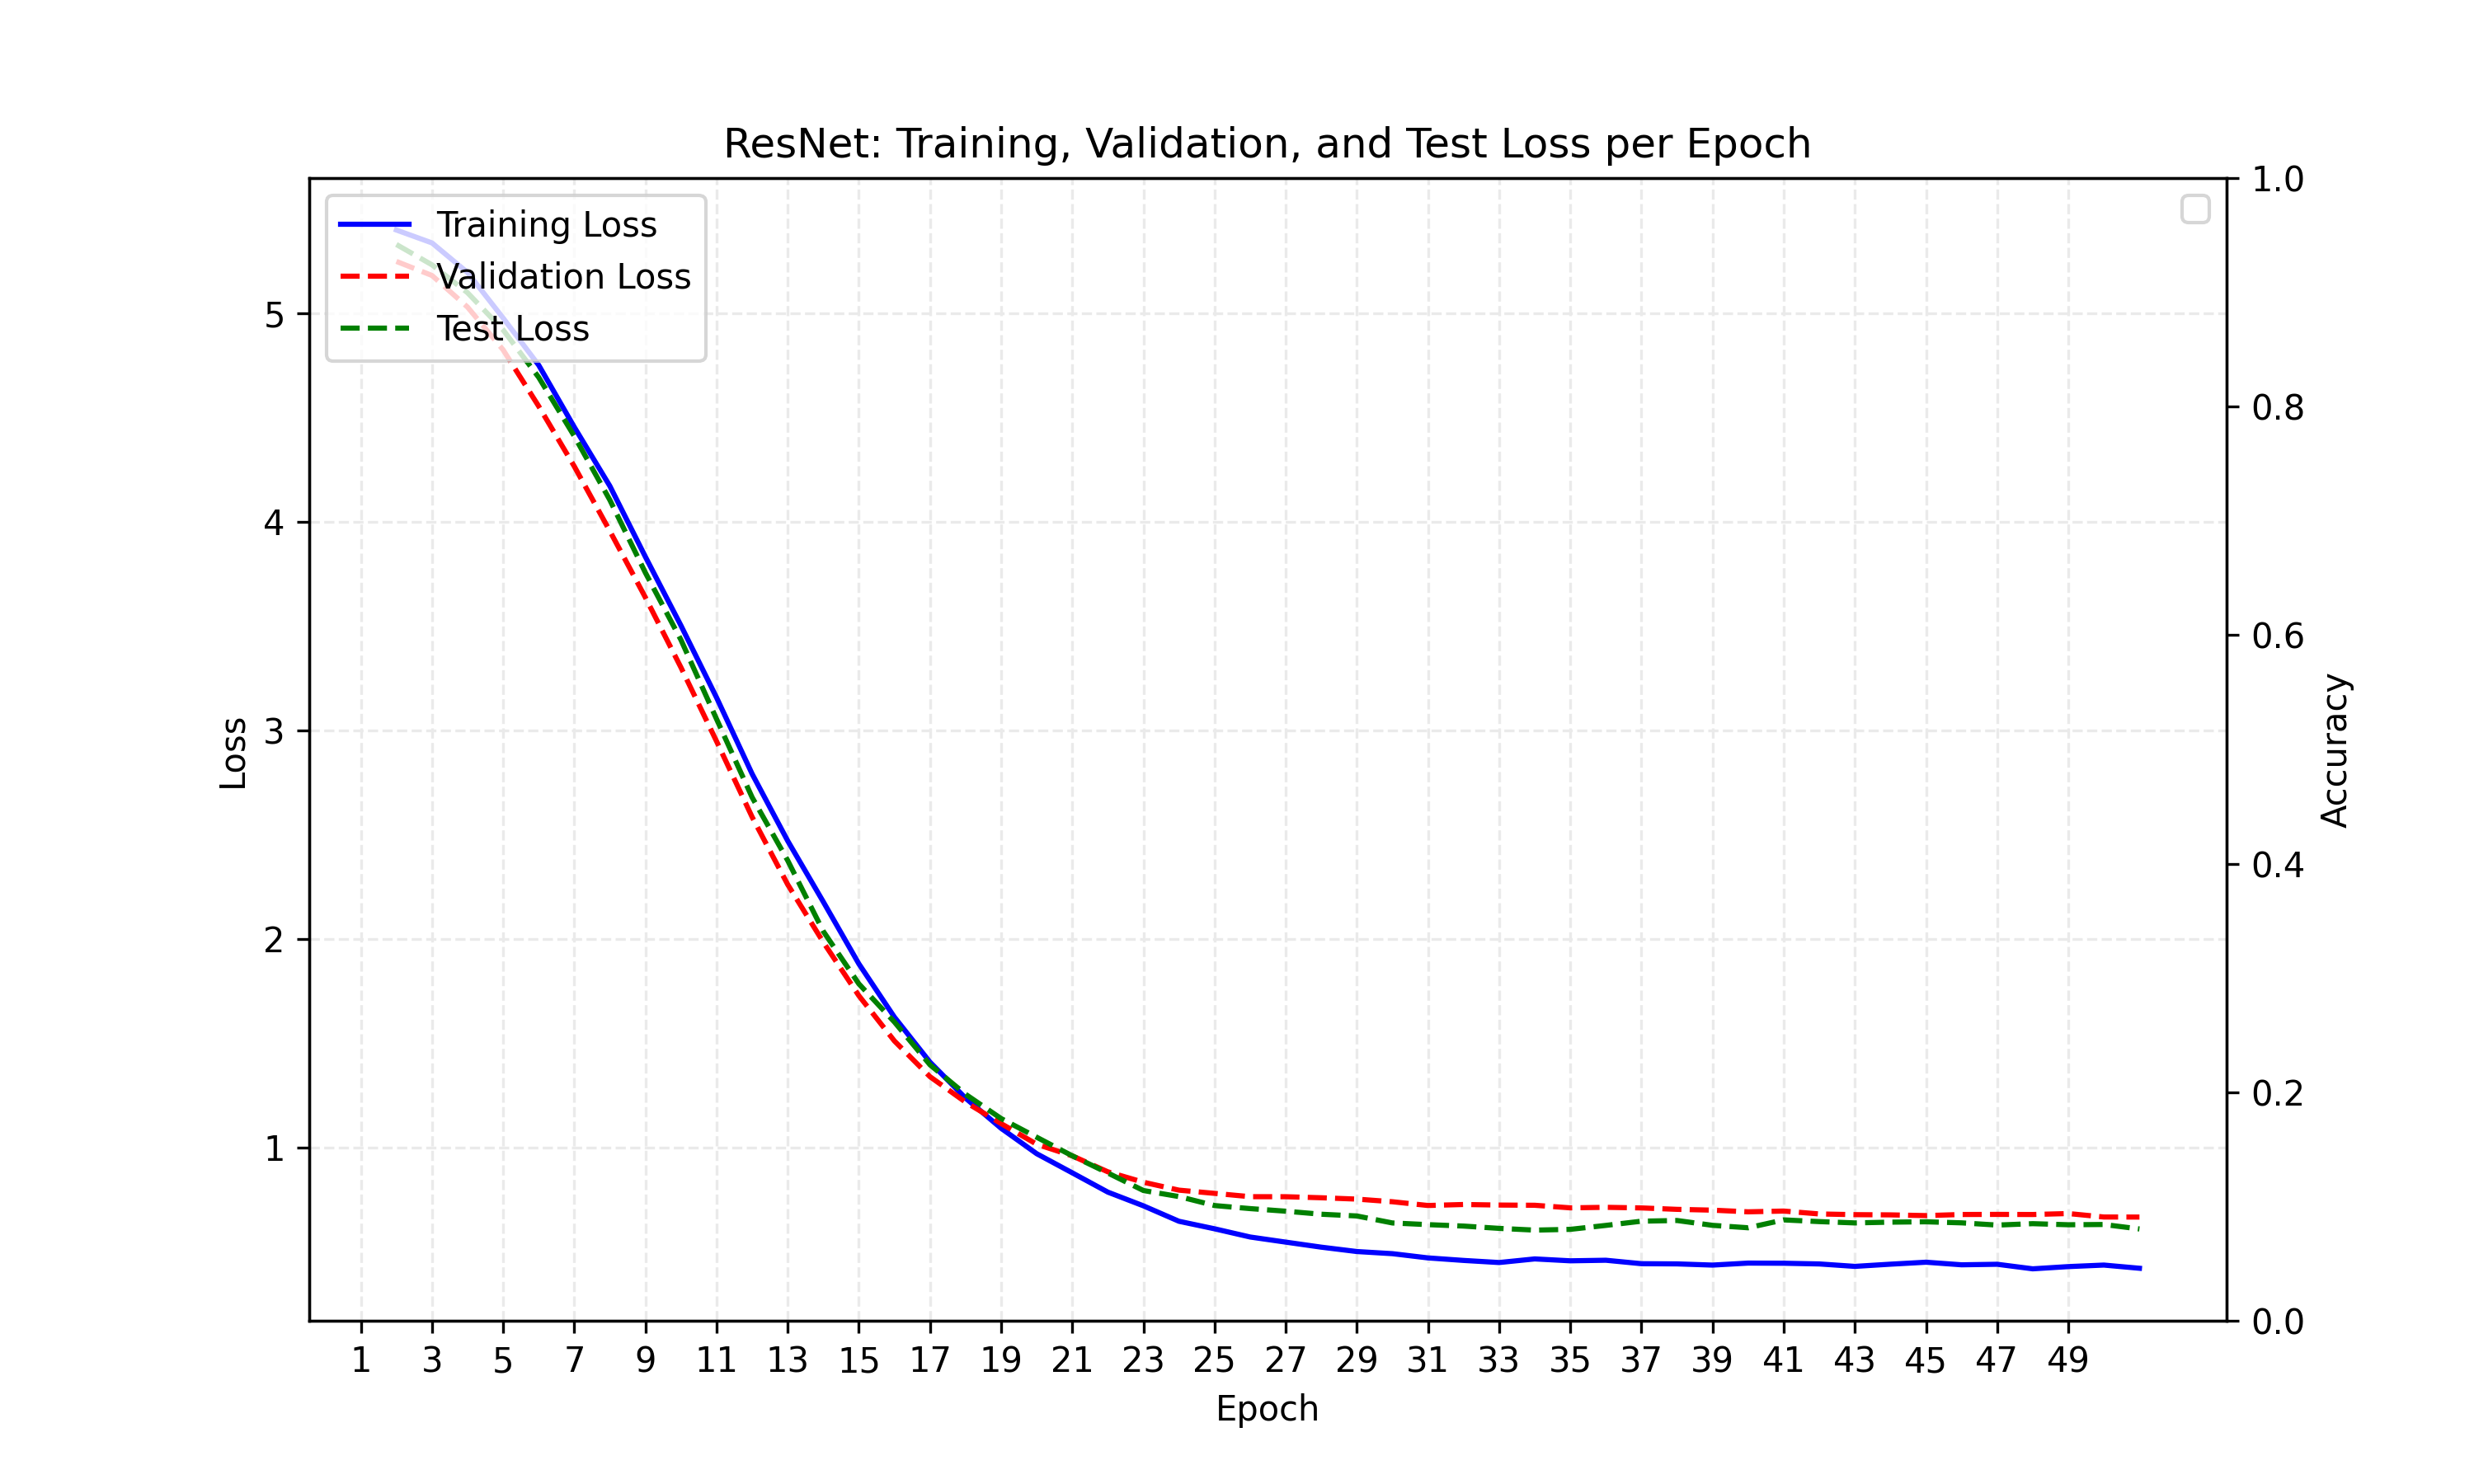 ResNet: Training, Validation, and Test Loss per Epoch
Training Loss
Validation Loss
Test Loss
5
4
3
2
1
Loss
1.0
0.8
0.6
0.4
0.2
0.0
Accuracy
1 3 5 7 9 11 13 15 17 19 21 23 25 27 29 31 33 35 37 39 41 43 45 47 49
Epoch